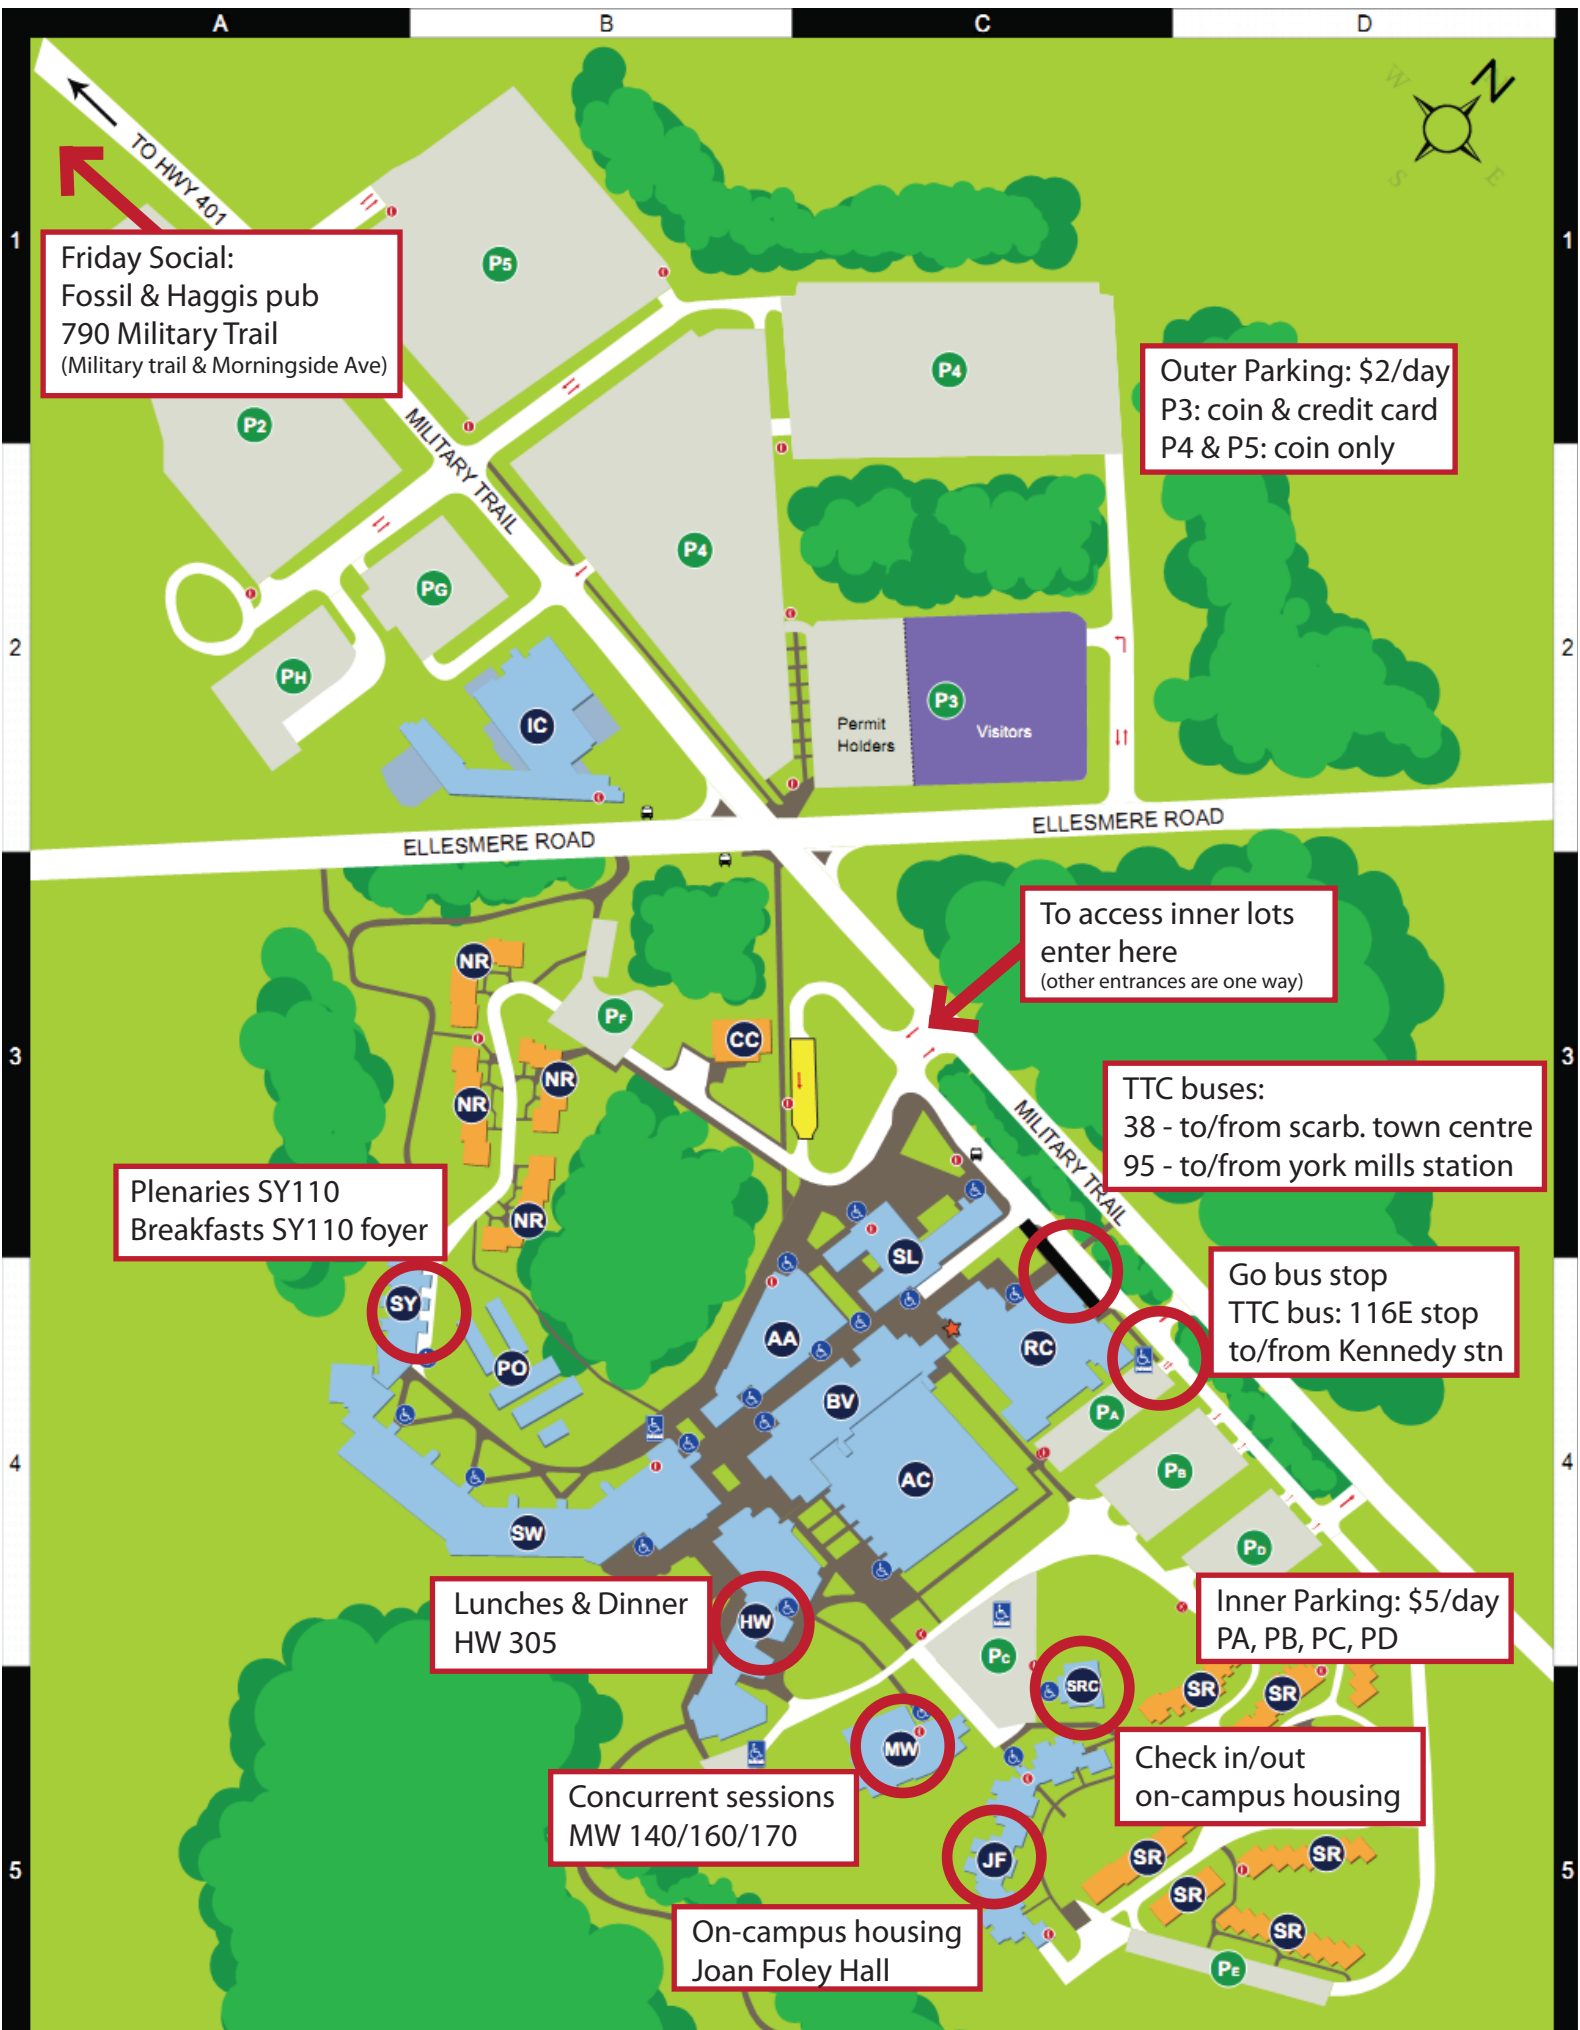 A
B
C
D
N
W
S
E
TO HWY 401
1
1
Friday Social:
Fossil & Haggis pub
790 Military Trail
(Military trail & Morningside Ave)
P5
P4
Outer Parking: $2/day
P3: coin & credit card
P4 & P5: coin only
P2
MILITARY TRAIL
P4
PG
2
2
PH
IC
P3
Permit
Holders
Visitors
ELLESMERE ROAD
ELLESMERE ROAD
To access inner lots
enter here
(other entrances are one way)
NR
PF
CC
3
3
NR
NR
MILITARY TRAIL
TTC buses:
38 - to/from scarb. town centre
95 - to/from york mills station
Plenaries SY110
Breakfasts SY110 foyer
NR
SL
Go bus stop
TTC bus: 116E stop
to/from Kennedy stn
SY
AA
RC
PO
BV
PA
4
4
AC
PB
SW
PD
Lunches & Dinner
HW 305
HW
Inner Parking: $5/day
PA, PB, PC, PD
PC
SRC
SR
SR
MW
Check in/out
on-campus housing
Concurrent sessions
MW 140/160/170
JF
SR
SR
5
5
SR
SR
On-campus housing
Joan Foley Hall
PE